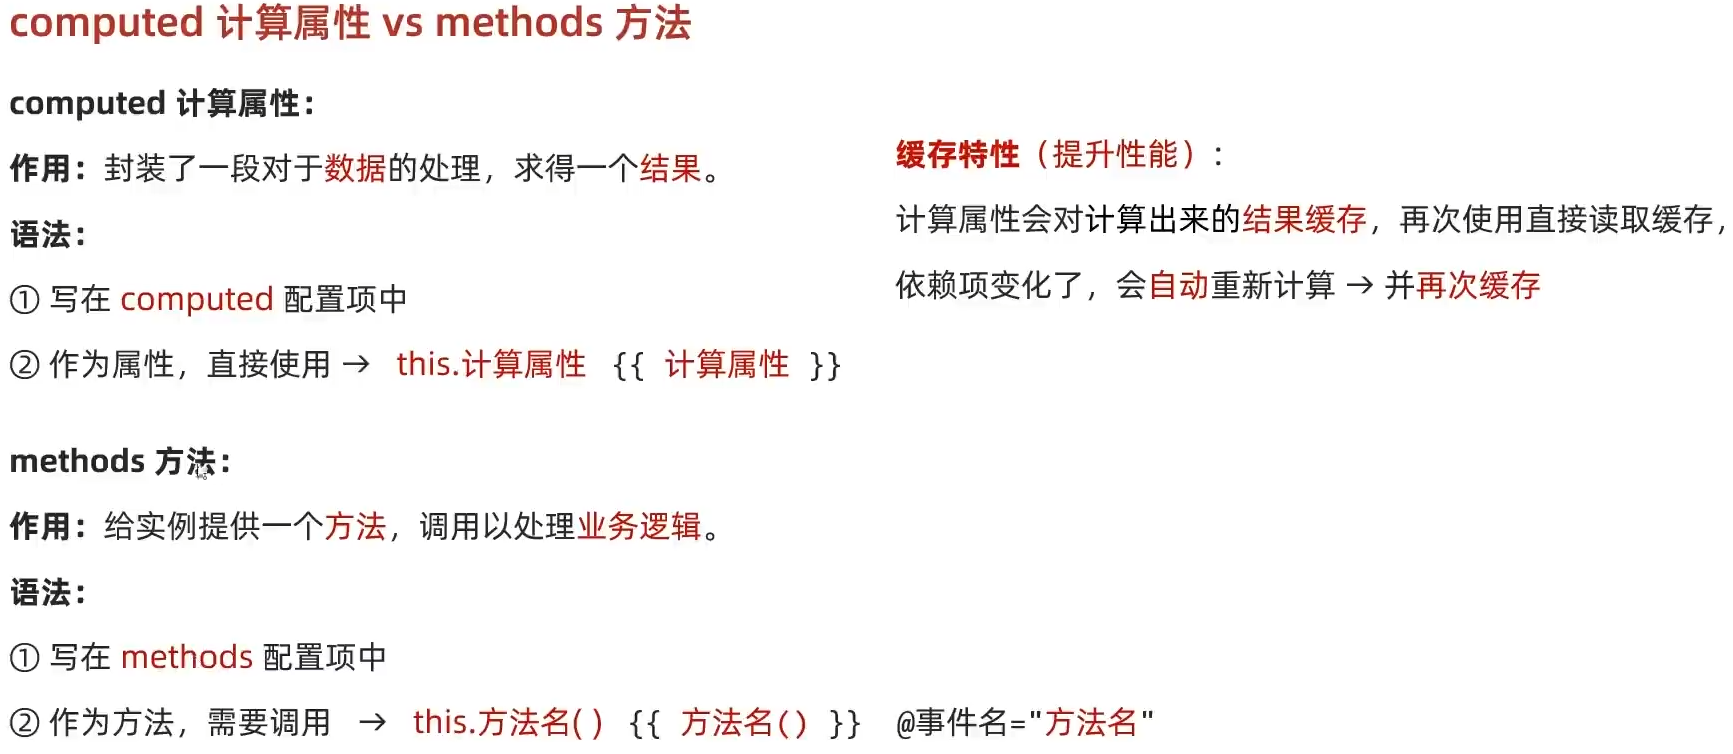 computed 计算属性 vs methods 方法
computed 计算属性：
作用：封装了一段对于数据的处理，求得一个结果。
语法：
① 写在 computed 配置项中
② 作为属性，直接使用 → this.计算属性 {{ 计算属性 }}
缓存特性（提升性能）：
计算属性会对计算出来的结果缓存，再次使用直接读取缓存，
依赖项变化了，会自动重新计算 → 并再次缓存
methods 方法：
作用：给实例提供一个方法，调用以处理业务逻辑。
语法：
① 写在 methods 配置项中
② 作为方法，需要调用 → this.方法名( ) {{ 方法名() }} @事件名="方法名"